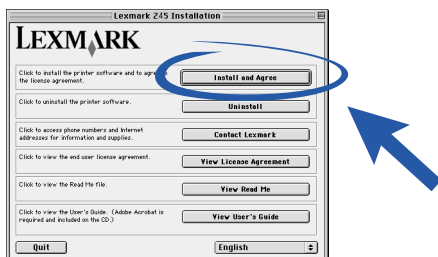 Lexmark Z45 Installation
LEXMARK
Click to install the printer software and to agree to
the license agreement.
Install and Agree
Click to uninstall the printer software.
Uninstall
Click to access phone numbers and Internet
addresses for information and supplies.
Contact Lexmark
Click to view the end user license agreement.
View License Agreement
Click to view the Read Me file.
View Read Me
Click to view the User's Guide. (Adobe Acrobat is
required and included on the CD.)
View User's Guide
Quit
English